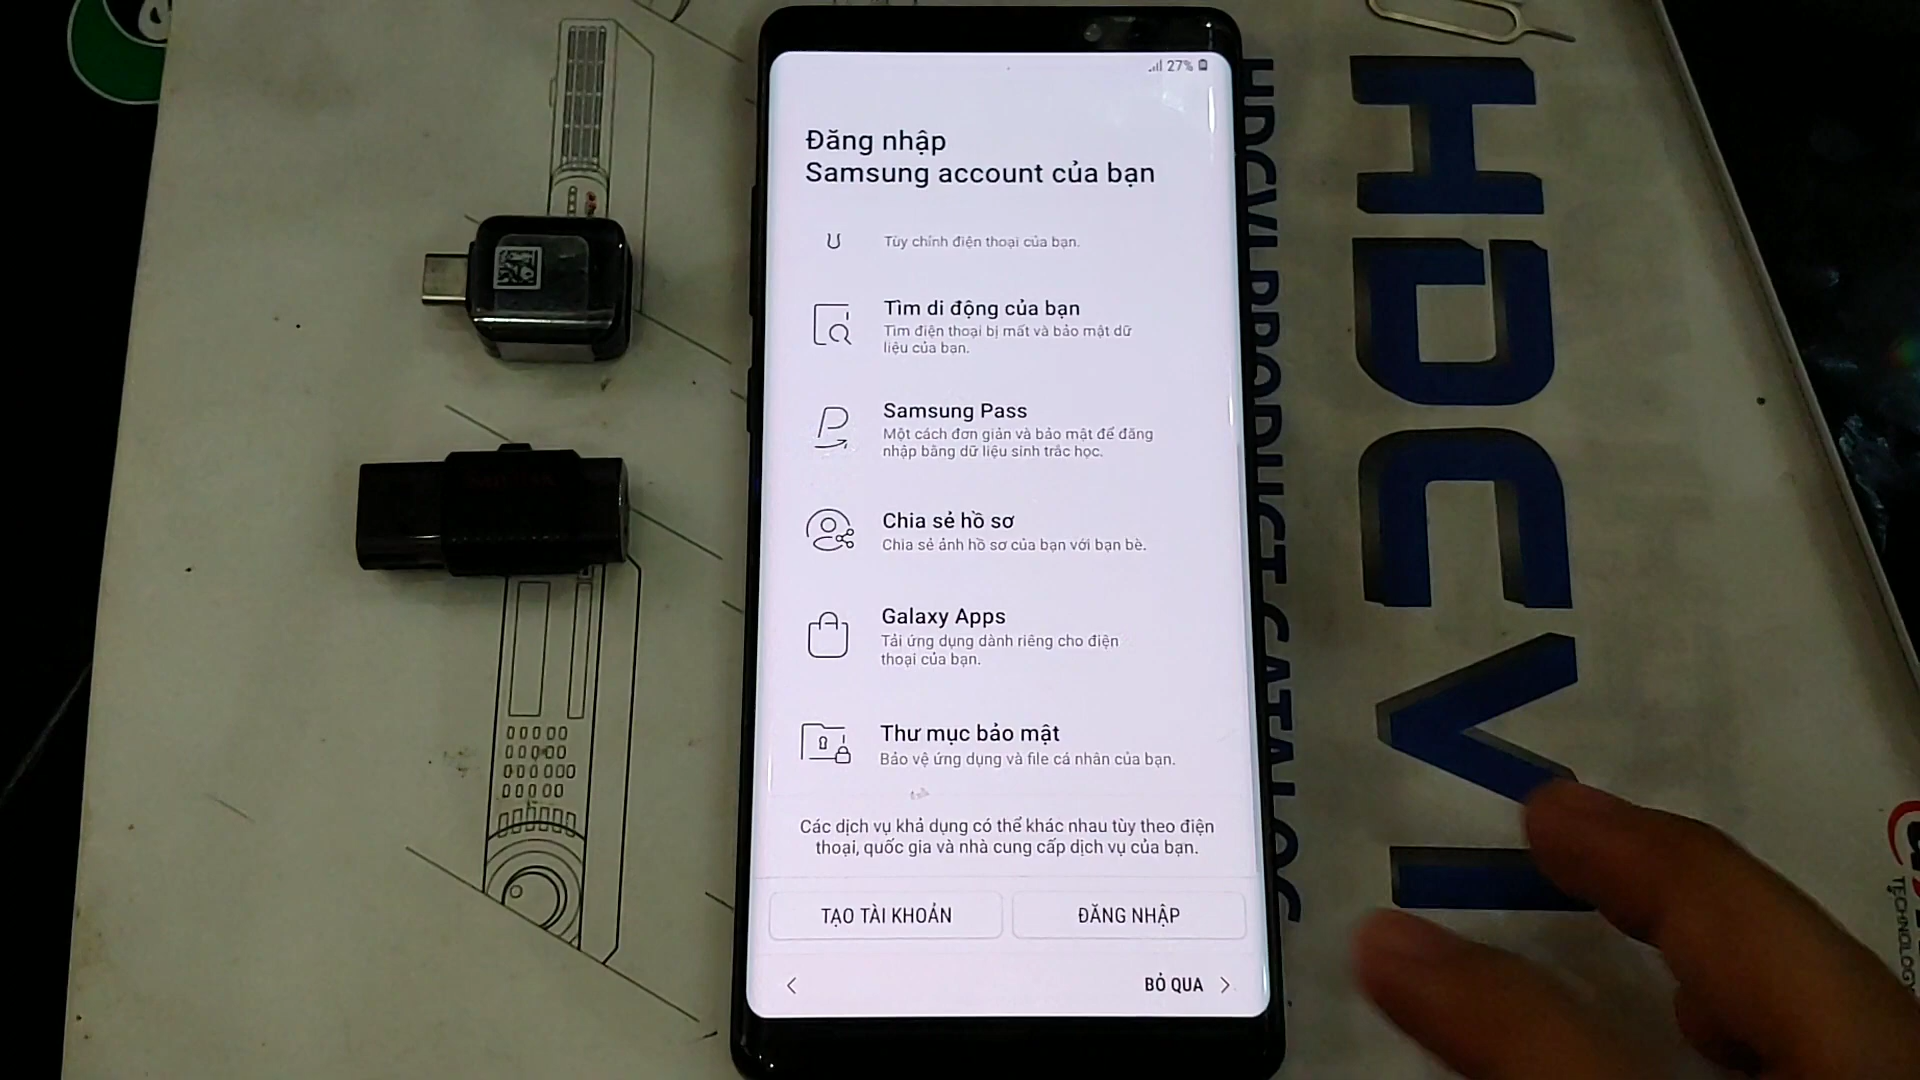 27%
Đăng nhập
Samsung account của bạn
Tùy chỉnh điện thoại của bạn.
Tìm di động của bạn
Tìm điện thoại bị mất và bảo mật dữ
liệu của bạn.
Samsung Pass
Một cách đơn giản và bảo mật để đăng
nhập bằng dữ liệu sinh trắc học.
Chia sẻ hồ sơ
Chia sẻ ảnh hồ sơ của bạn với bạn bè.
Galaxy Apps
Tải ứng dụng dành riêng cho điện
thoại của bạn.
Thư mục bảo mật
Bảo vệ ứng dụng và file cá nhân của bạn.
Các dịch vụ khả dụng có thể khác nhau tùy theo điện
thoại, quốc gia và nhà cung cấp dịch vụ của bạn.
TẠO TÀI KHOẢN
ĐĂNG NHẬP
BỎ QUA
HDCVI PRODUCT CATALOG
HDCVI
TECHNOLOGY